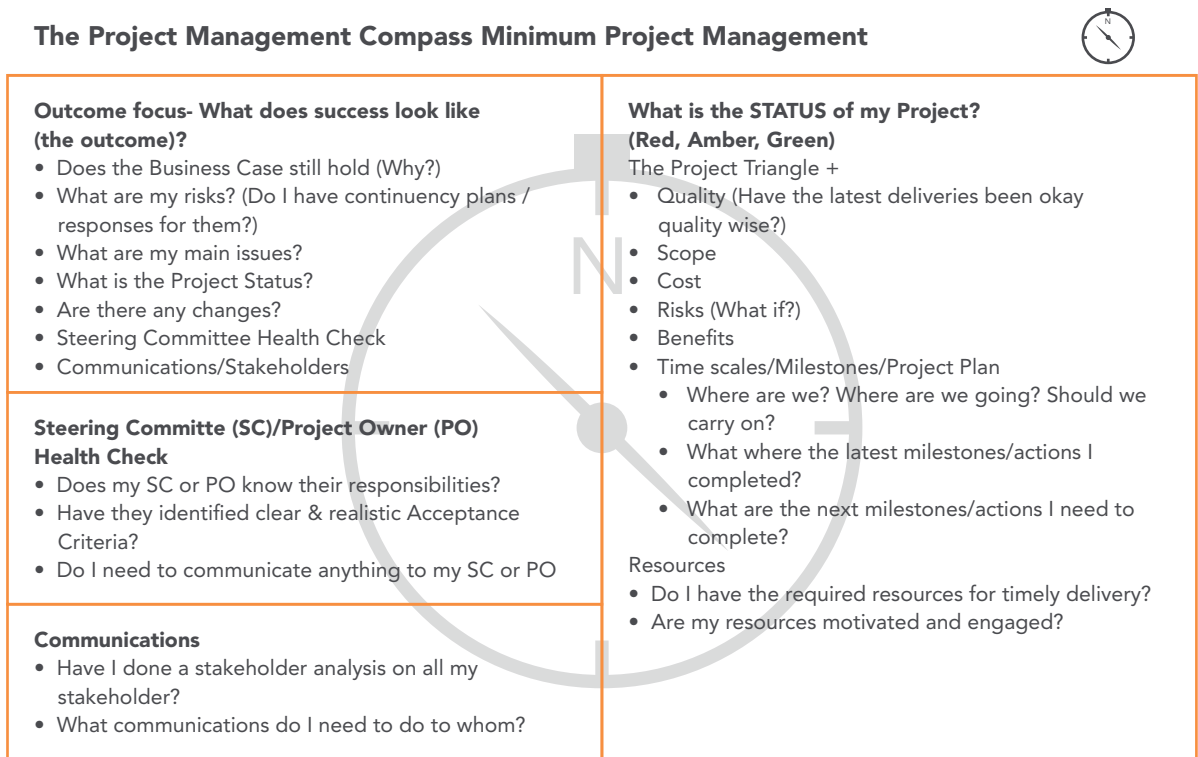 The Project Management Compass Minimum Project Management
N
Outcome focus- What does success look like
(the outcome)?
• Does the Business Case still hold (Why?)
• What are my risks? (Do I have continuency plans /
responses for them?)
• What are my main issues?
• What is the Project Status?
• Are there any changes?
• Steering Committee Health Check
• Communications/Stakeholders
Steering Committe (SC)/Project Owner (PO)
Health Check
• Does my SC or PO know their responsibilities?
• Have they identified clear & realistic Acceptance
Criteria?
• Do I need to communicate anything to my SC or PO
Communications
• Have I done a stakeholder analysis on all my
stakeholder?
• What communications do I need to do to whom?
What is the STATUS of my Project?
(Red, Amber, Green)
The Project Triangle +
• Quality (Have the latest deliveries been okay
quality wise?)
• Scope
• Cost
• Risks (What if?)
• Benefits
• Time scales/Milestones/Project Plan
• Where are we? Where are we going? Should we
carry on?
• What where the latest milestones/actions I
completed?
• What are the next milestones/actions I need to
complete?
Resources
• Do I have the required resources for timely delivery?
• Are my resources motivated and engaged?
N